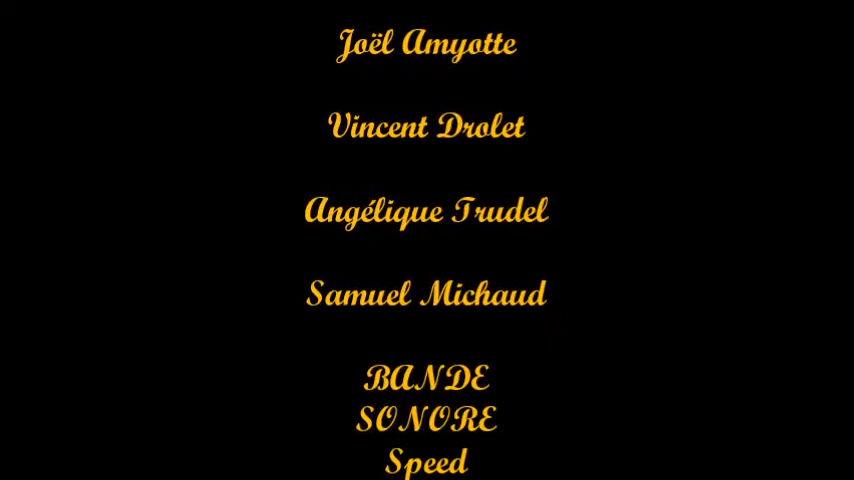 Joël Amyotte
Vincent Drolet
Angélique Trudel
Samuel Michaud
BANDE
SONORE
Speed